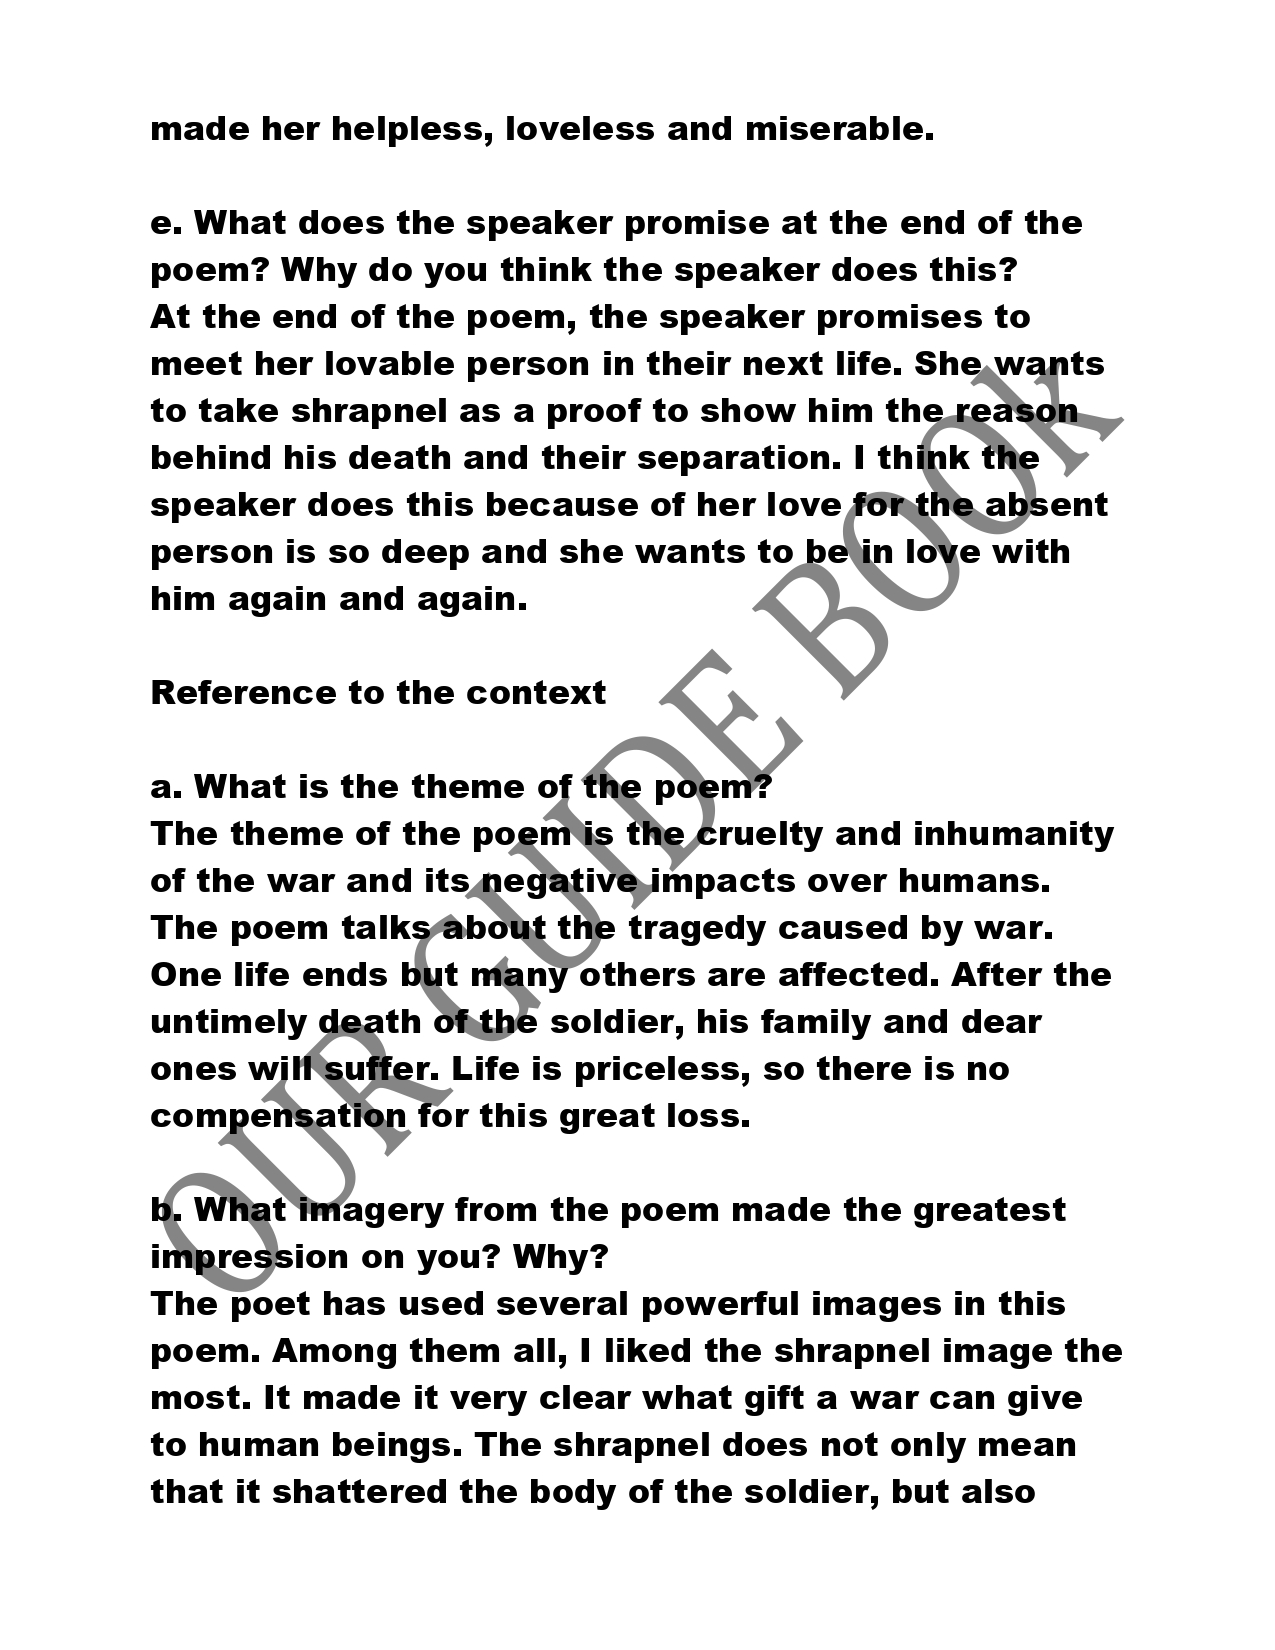 made her helpless, loveless and miserable.
e. What does the speaker promise at the end of the
poem? Why do you think the speaker does this?
At the end of the poem, the speaker promises to
meet her lovable person in their next life. She wants
to take shrapnel as a proof to show him the reason
behind his death and their separation. I think the
speaker does this because of her love for the absent
person is so deep and she wants to be in love with
him again and again.
Reference to the context
a. What is the theme of the poem?
The theme of the poem is the cruelty and inhumanity
of the war and its negative impacts over humans.
The poem talks about the tragedy caused by war.
One life ends but many others are affected. After the
untimely death of the soldier, his family and dear
ones will suffer. Life is priceless, so there is no
compensation for this great loss.
b. What imagery from the poem made the greatest
impression on you? Why?
The poet has used several powerful images in this
poem. Among them all, I liked the shrapnel image the
most. It made it very clear what gift a war can give
to human beings. The shrapnel does not only mean
that it shattered the body of the soldier, but also
OUR GUIDE BOOk